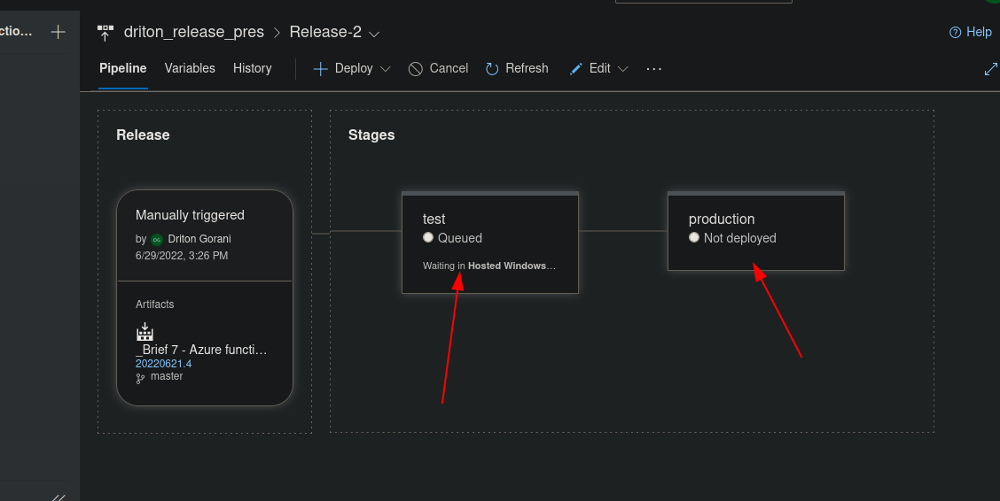 ctio...
driton_release_pres > Release-2
Help
Pipeline Variables History Deploy Cancel Refresh Edit ...
Release
Manually triggered
by DG Driton Gorani
6/29/2022, 3:26 PM
Artifacts
_Brief 7 - Azure functi...
20220621.4
master
Stages
test
Queued
Waiting in Hosted Windows...
production
Not deployed